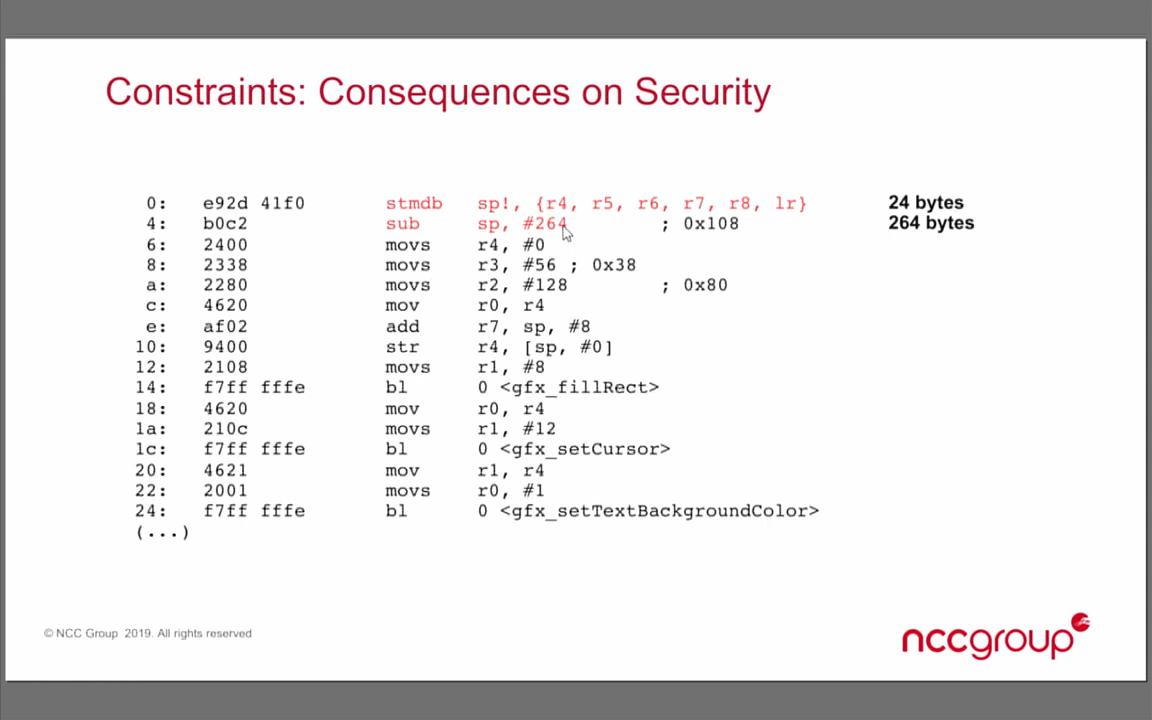 Constraints: Consequences on Security
0: e92d 41f0 stmdb sp!, {r4, r5, r6, r7, r8, lr} 24 bytes
4: b0c2 sub sp, #264 ; 0x108 264 bytes
6: 2400 movs r4, #0
8: 2338 movs r3, #56 ; 0x38
a: 2280 movs r2, #128 ; 0x80
c: 4620 mov r0, r4
e: af02 add r7, sp, #8
10: 9400 str r4, [sp, #0]
12: 2108 movs r1, #8
14: f7ff fffe bl 0 <gfx_fillRect>
18: 4620 mov r0, r4
1a: 210c movs r1, #12
1c: f7ff fffe bl 0 <gfx_setCursor>
20: 4621 mov r1, r4
22: 2001 movs r0, #1
24: f7ff fffe bl 0 <gfx_setTextBackgroundColor>
(...)
© NCC Group 2019. All rights reserved
nccgroup